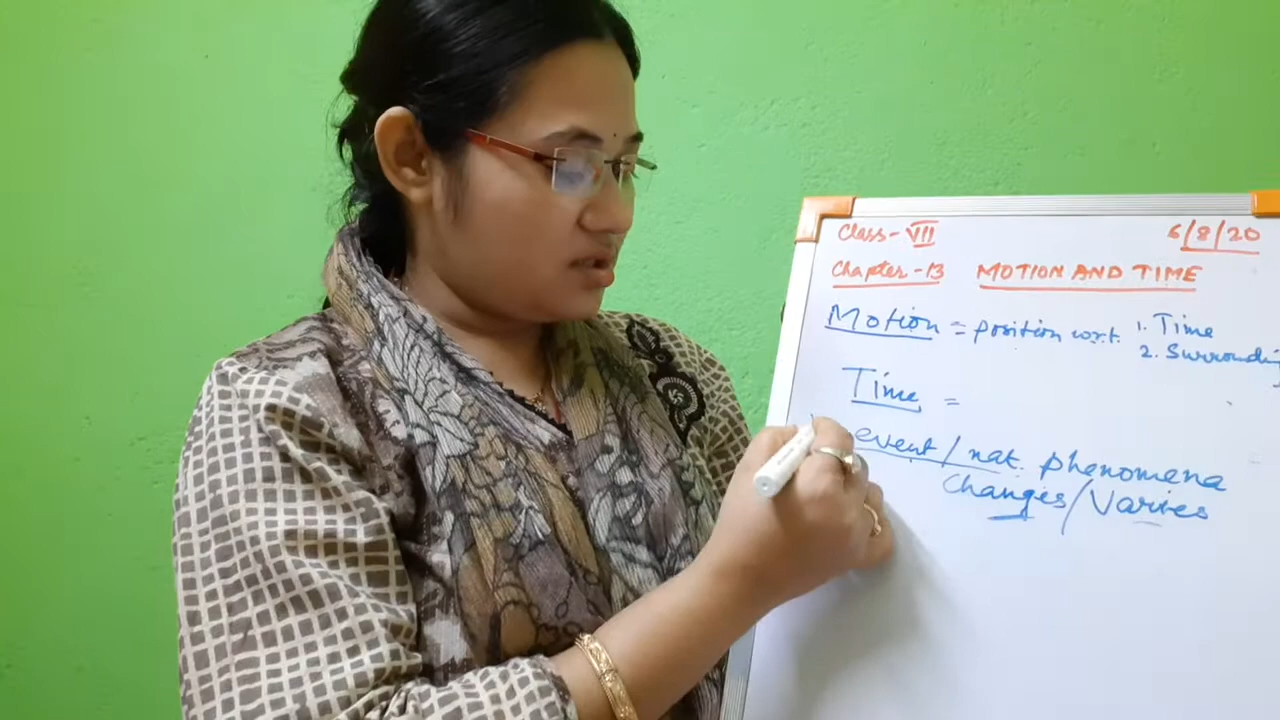 Class- VII 6/8/20
Chapter-13 MOTION AND TIME
Motion = position w.r.t. 1. Time
2. Surroundin
Time =
event / nat. phenomena
Changes/Varies